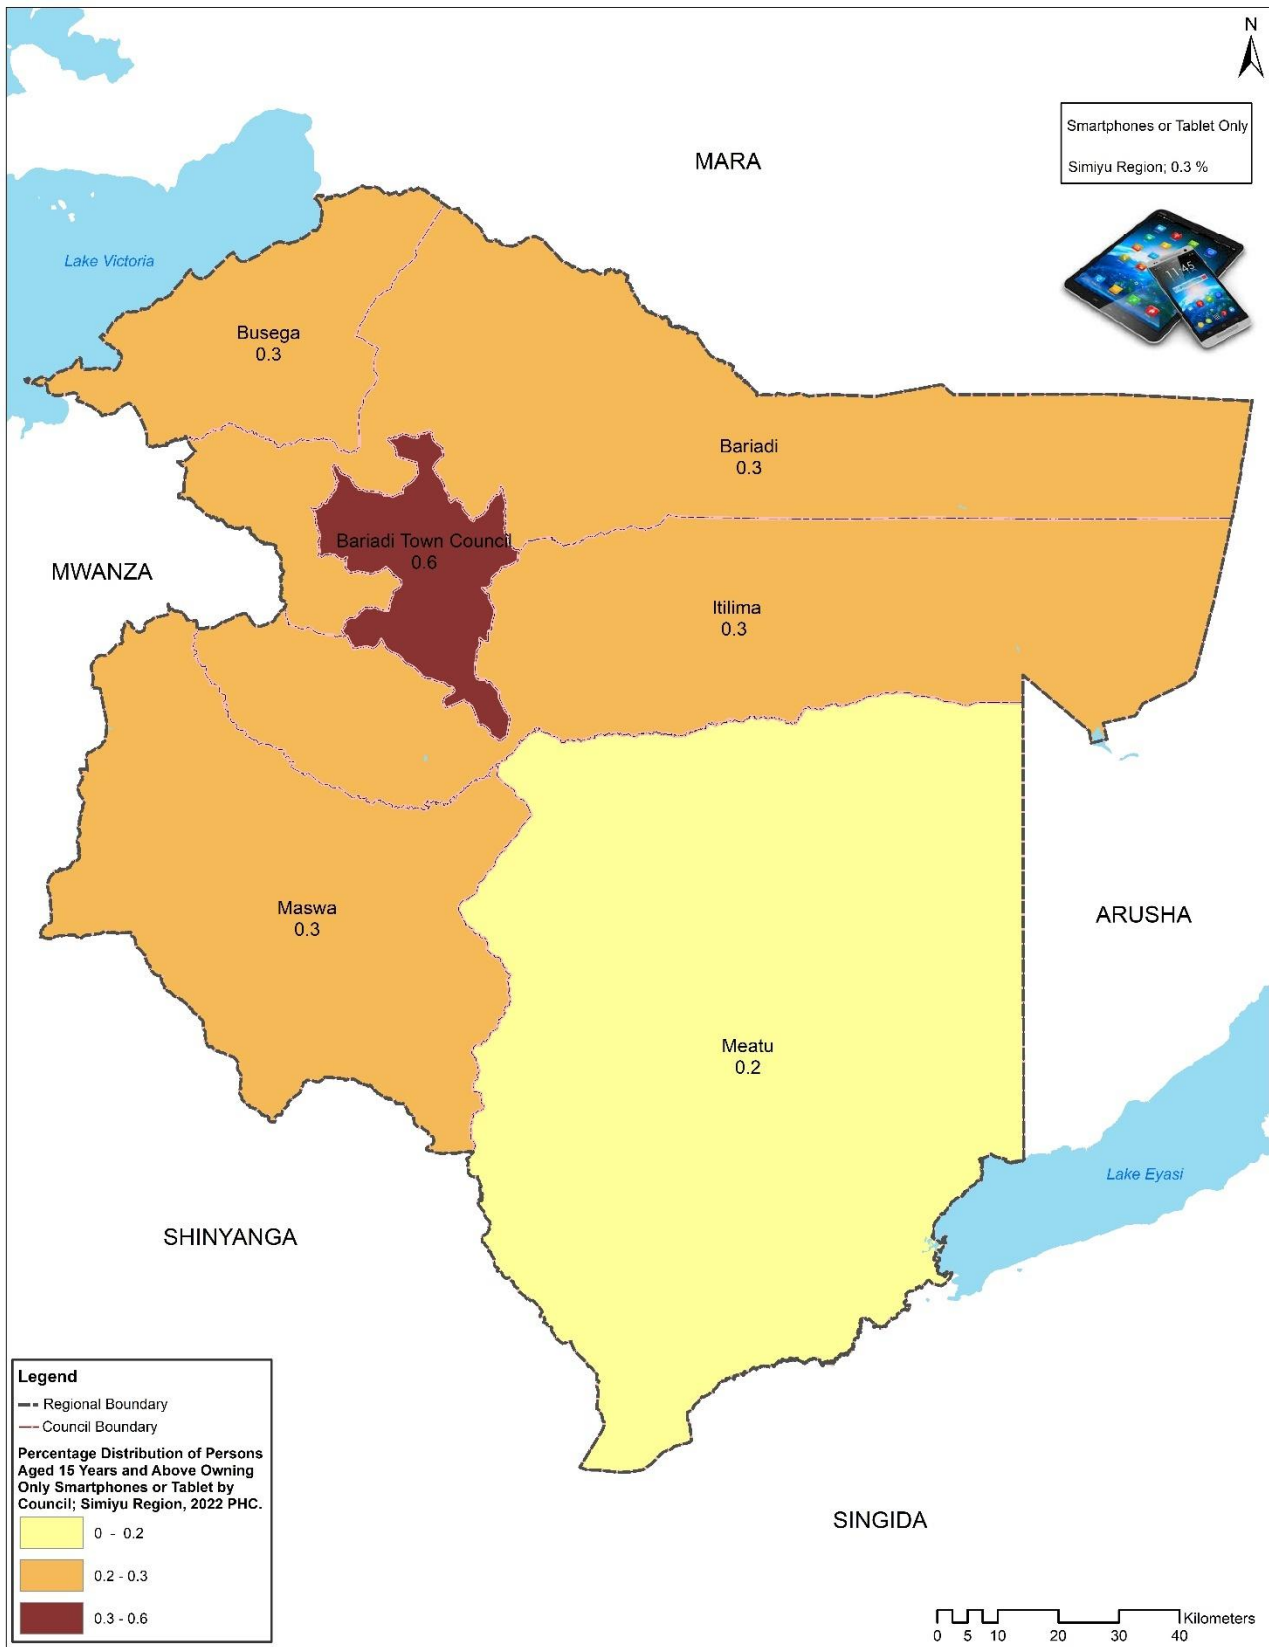 N
Smartphones or Tablet Only
Simiyu Region; 0.3 %
MARA
Lake Victoria
11:45
Busega
0.3
Bariadi
0.3
Bariadi Town Council
0.6
MWANZA
Itilima
0.3
Maswa
0.3
ARUSHA
Meatu
0.2
Lake Eyasi
SHINYANGA
SINGIDA
Legend
Regional Boundary
Council Boundary
Percentage Distribution of Persons
Aged 15 Years and Above Owning
Only Smartphones or Tablet by
Council; Simiyu Region, 2022 PHC.
0 - 0.2
0.2 - 0.3
0.3 - 0.6
Kilometers
0 5 10 20 30 40